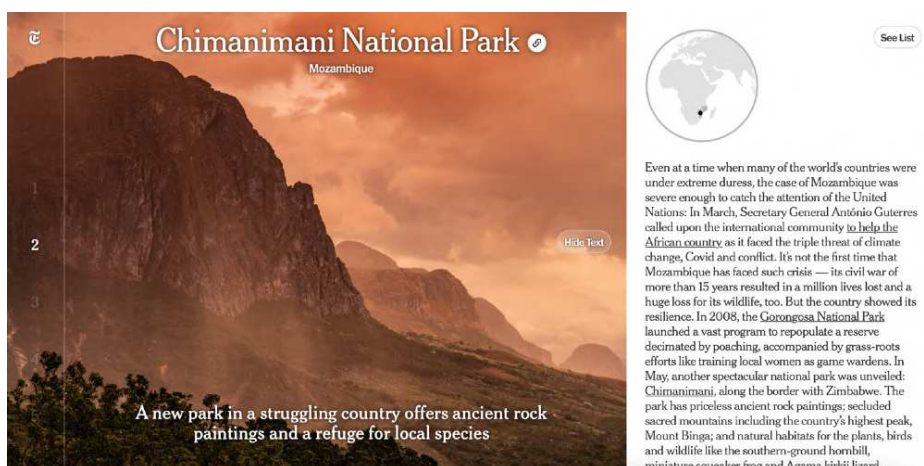 Chimanimani National Park
Mozambique
See List
1
2
3
Hide Text
A new park in a struggling country offers ancient rock
paintings and a refuge for local species
Even at a time when many of the world's countries were
under extreme duress, the case of Mozambique was
severe enough to catch the attention of the United
Nations: In March, Secretary General António Guterres
called upon the international community to help the
African country as it faced the triple threat of climate
change, Covid and conflict. It's not the first time that
Mozambique has faced such crisis — its civil war of
more than 15 years resulted in a million lives lost and a
huge loss for its wildlife, too. But the country showed its
resilience. In 2008, the Gorongosa National Park
launched a vast program to repopulate a reserve
decimated by poaching, accompanied by grass-roots
efforts like training local women as game wardens. In
May, another spectacular national park was unveiled:
Chimanimani, along the border with Zimbabwe. The
park has priceless ancient rock paintings; secluded
sacred mountains including the country's highest peak,
Mount Binga; and natural habitats for the plants, birds
and wildlife like the southern-ground hornbill,
miniature squeaker frog and Agama kirkii lizard